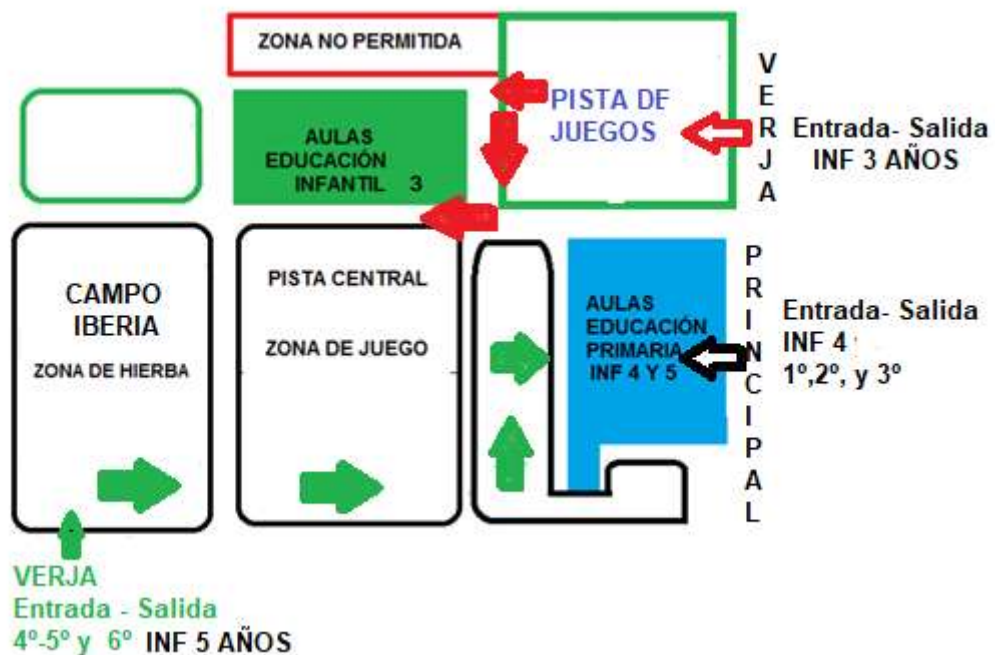 ZONA NO PERMITIDA
PISTA DE
JUEGOS
VERJA
Entrada- Salida
INF 3 AÑOS
AULAS
EDUCACIÓN
INFANTIL 3
CAMPO
IBERIA
ZONA DE HIERBA
PISTA CENTRAL
ZONA DE JUEGO
AULAS
EDUCACIÓN
PRIMARIA
INF 4 Y 5
PRINCIPAL
Entrada- Salida
INF 4
1º,2º, y 3º
VERJA
Entrada - Salida
4º-5º y 6º INF 5 AÑOS